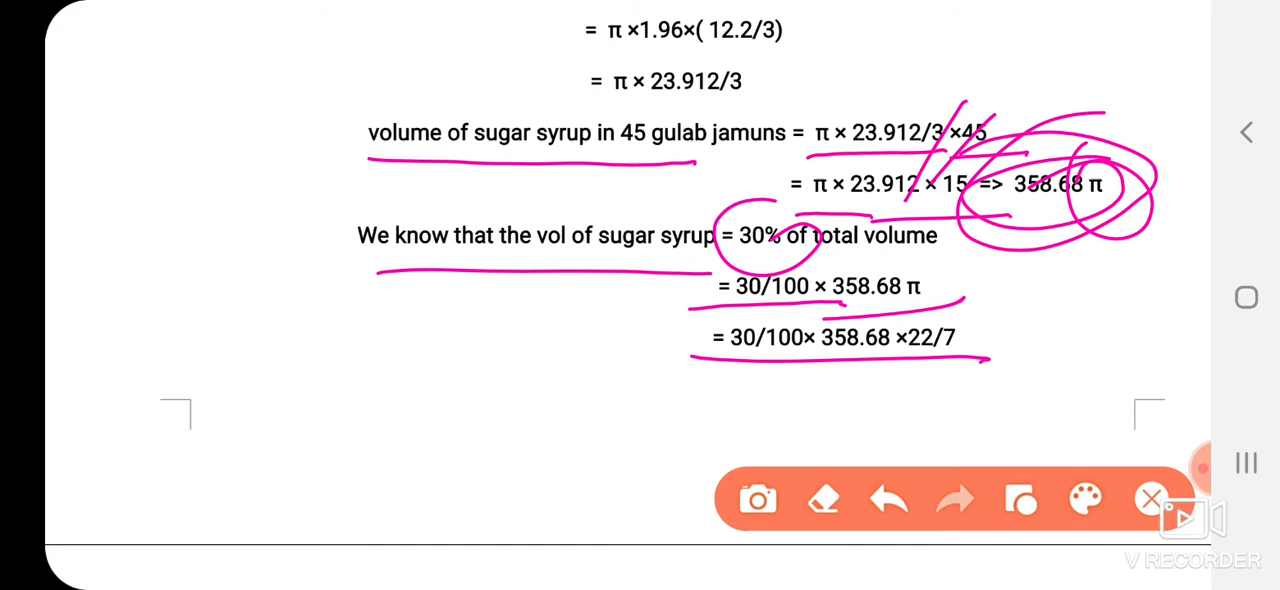 = π ×1.96×( 12.2/3)
= π × 23.912/3
volume of sugar syrup in 45 gulab jamuns = π × 23.912/3 ×45
= π × 23.912 × 15 => 358.68 π
We know that the vol of sugar syrup = 30% of total volume
= 30/100 × 358.68 π
= 30/100× 358.68 ×22/7
V RECORDER